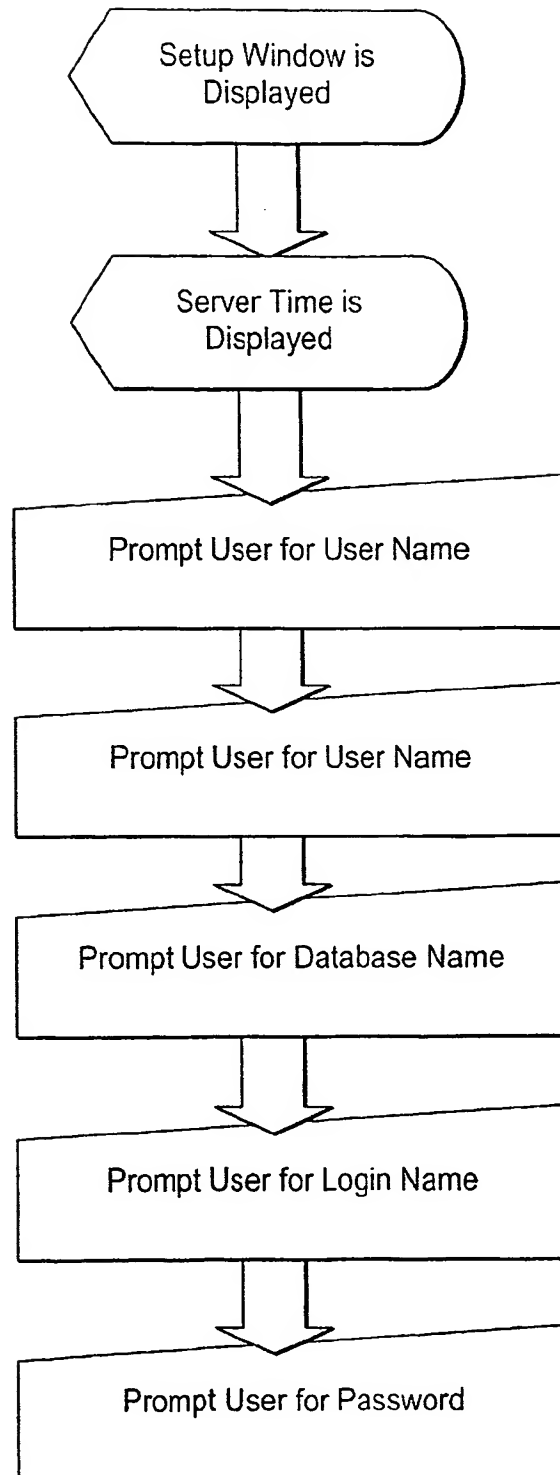 Setup Window is
Displayed
Server Time is
Displayed
Prompt User for User Name
Prompt User for User Name
Prompt User for Database Name
Prompt User for Login Name
Prompt User for Password